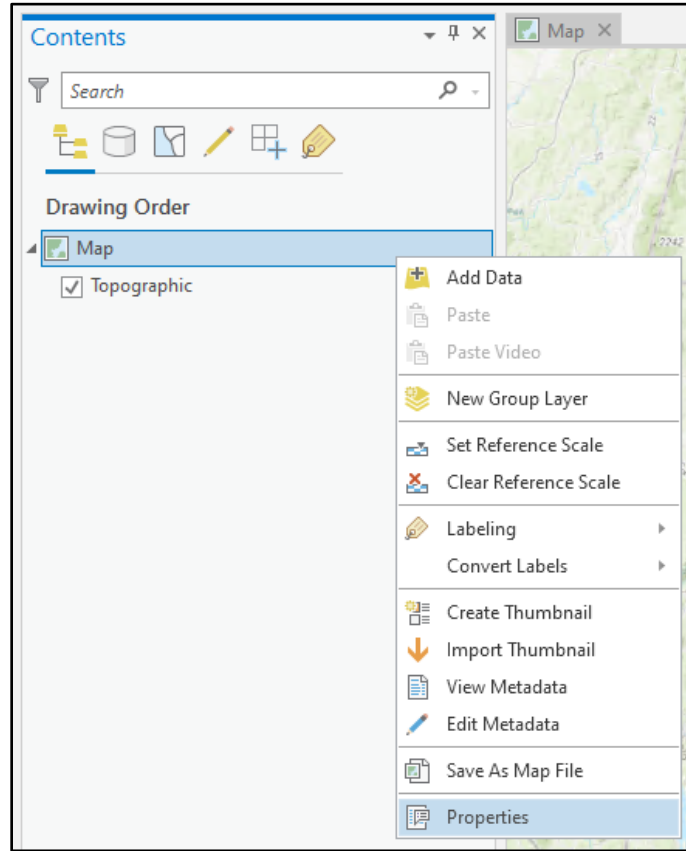 Contents
Map
Search
Drawing Order
Map
Topographic
Add Data
Paste
Paste Video
New Group Layer
Set Reference Scale
Clear Reference Scale
Labeling
Convert Labels
Create Thumbnail
Import Thumbnail
View Metadata
Edit Metadata
Save As Map File
Properties
2242